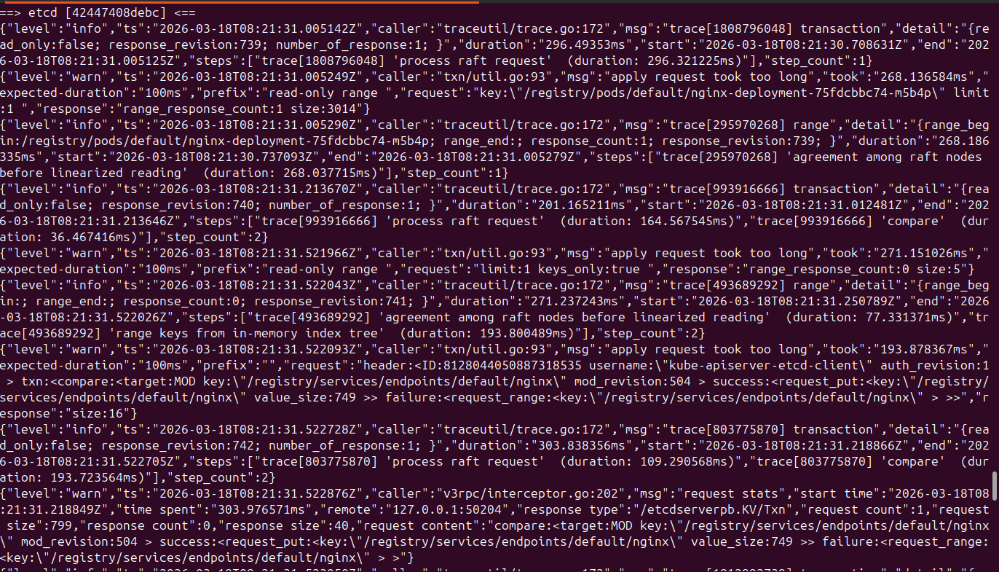 ==> etcd [42447408debc] <==
{"level":"info","ts":"2026-03-18T08:21:31.005142Z","caller":"traceutil/trace.go:172","msg":"trace[1808796048] transaction","detail":"{rea
d_only:false; response_revision:739; number_of_response:1; }","duration":"296.49353ms","start":"2026-03-18T08:21:30.708631Z","end":"202
6-03-18T08:21:31.005125Z","steps":["trace[1808796048] 'process raft request'  (duration: 296.321225ms)"],"step_count":1}
{"level":"warn","ts":"2026-03-18T08:21:31.005249Z","caller":"txn/util.go:93","msg":"apply request took too long","took":"268.136584ms","
expected-duration":"100ms","prefix":"read-only range ","request":"key:\"/registry/pods/default/nginx-deployment-75fdcbbc74-m5b4p\" limit
:1 ","response":"range_response_count:1 size:3014"}
{"level":"info","ts":"2026-03-18T08:21:31.005290Z","caller":"traceutil/trace.go:172","msg":"trace[295970268] range","detail":"{range_beg
in:/registry/pods/default/nginx-deployment-75fdcbbc74-m5b4p; range_end:; response_count:1; response_revision:739; }","duration":"268.186
335ms","start":"2026-03-18T08:21:30.737093Z","end":"2026-03-18T08:21:31.005279Z","steps":["trace[295970268] 'agreement among raft nodes 
before linearized reading'  (duration: 268.037715ms)"],"step_count":1}
{"level":"info","ts":"2026-03-18T08:21:31.213670Z","caller":"traceutil/trace.go:172","msg":"trace[993916666] transaction","detail":"{rea
d_only:false; response_revision:740; number_of_response:1; }","duration":"201.165211ms","start":"2026-03-18T08:21:31.012481Z","end":"202
6-03-18T08:21:31.213646Z","steps":["trace[993916666] 'process raft request'  (duration: 164.567545ms)","trace[993916666] 'compare'  (dur
ation: 36.467416ms)"],"step_count":2}
{"level":"warn","ts":"2026-03-18T08:21:31.521966Z","caller":"txn/util.go:93","msg":"apply request took too long","took":"271.151026ms","
expected-duration":"100ms","prefix":"read-only range ","request":"limit:1 keys_only:true ","response":"range_response_count:0 size:5"}
{"level":"info","ts":"2026-03-18T08:21:31.522043Z","caller":"traceutil/trace.go:172","msg":"trace[493689292] range","detail":"{range_beg
in:; range_end:; response_count:0; response_revision:741; }","duration":"271.237243ms","start":"2026-03-18T08:21:31.250789Z","end":"2026
-03-18T08:21:31.522026Z","steps":["trace[493689292] 'agreement among raft nodes before linearized reading'  (duration: 77.331371ms)","tr
ace[493689292] 'range keys from in-memory index tree'  (duration: 193.800489ms)"],"step_count":2}
{"level":"warn","ts":"2026-03-18T08:21:31.522093Z","caller":"txn/util.go:93","msg":"apply request took too long","took":"193.878367ms","
expected-duration":"100ms","prefix":"","request":"header:<ID:8128044050887318535 username:\"kube-apiserver-etcd-client\" auth_revision:1
 > txn:<compare:<target:MOD key:\"/registry/services/endpoints/default/nginx\" mod_revision:504 > success:<request_put:<key:\"/registry/
services/endpoints/default/nginx\" value_size:749 >> failure:<request_range:<key:\"/registry/services/endpoints/default/nginx\" > >>","r
esponse":"size:16"}
{"level":"info","ts":"2026-03-18T08:21:31.522728Z","caller":"traceutil/trace.go:172","msg":"trace[803775870] transaction","detail":"{rea
d_only:false; response_revision:742; number_of_response:1; }","duration":"303.838356ms","start":"2026-03-18T08:21:31.218866Z","end":"202
6-03-18T08:21:31.522705Z","steps":["trace[803775870] 'process raft request'  (duration: 109.290568ms)","trace[803775870] 'compare'  (dur
ation: 193.723564ms)"],"step_count":2}
{"level":"warn","ts":"2026-03-18T08:21:31.522876Z","caller":"v3rpc/interceptor.go:202","msg":"request stats","start time":"2026-03-18T08
:21:31.218849Z","time spent":"303.976571ms","remote":"127.0.0.1:50204","response type":"/etcdserverpb.KV/Txn","request count":1,"request
 size":799,"response count":0,"response size":40,"request content":"compare:<target:MOD key:\"/registry/services/endpoints/default/nginx
\" mod_revision:504 > success:<request_put:<key:\"/registry/services/endpoints/default/nginx\" value_size:749 >> failure:<request_range:
<key:\"/registry/services/endpoints/default/nginx\" > >"}